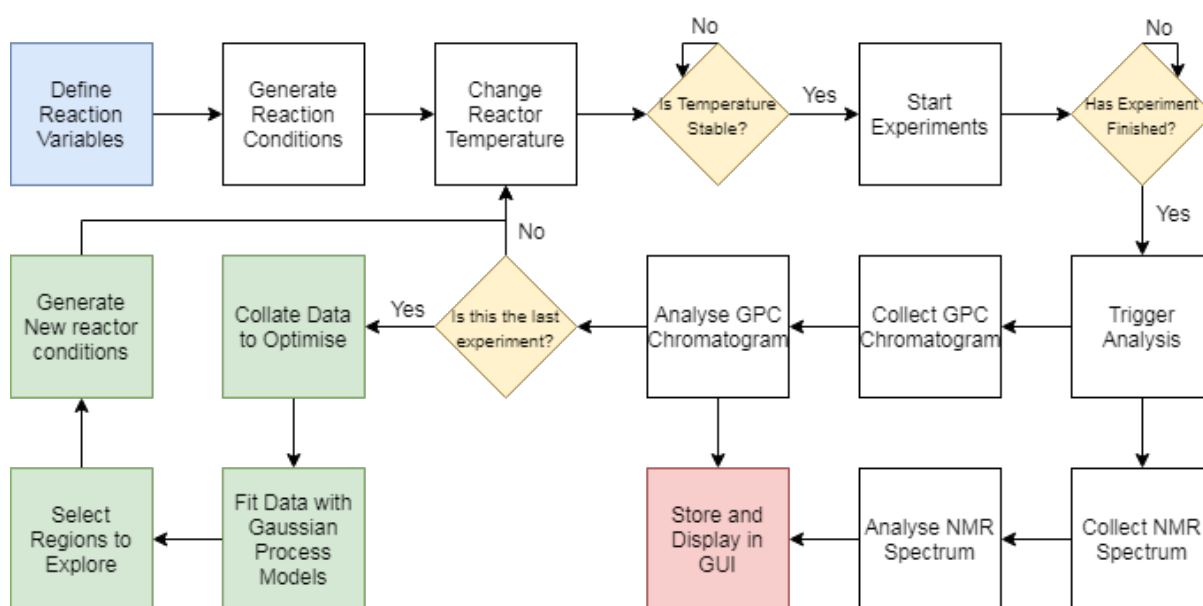 No
No
Define
Reaction
Variables
Generate
Reaction
Conditions
Change
Reactor
Temperature
Is Temperature
Stable?
Yes
Start
Experiments
Has Experiment
Finished?
Yes
No
Generate
New reactor
conditions
Collate Data
to Optimise
Yes
Is this the last
experiment?
Analyse GPC
Chromatogram
Collect GPC
Chromatogram
Trigger
Analysis
Select
Regions to
Explore
Fit Data with
Gaussian
Process
Models
Store and
Display in
GUI
Analyse NMR
Spectrum
Collect NMR
Spectrum